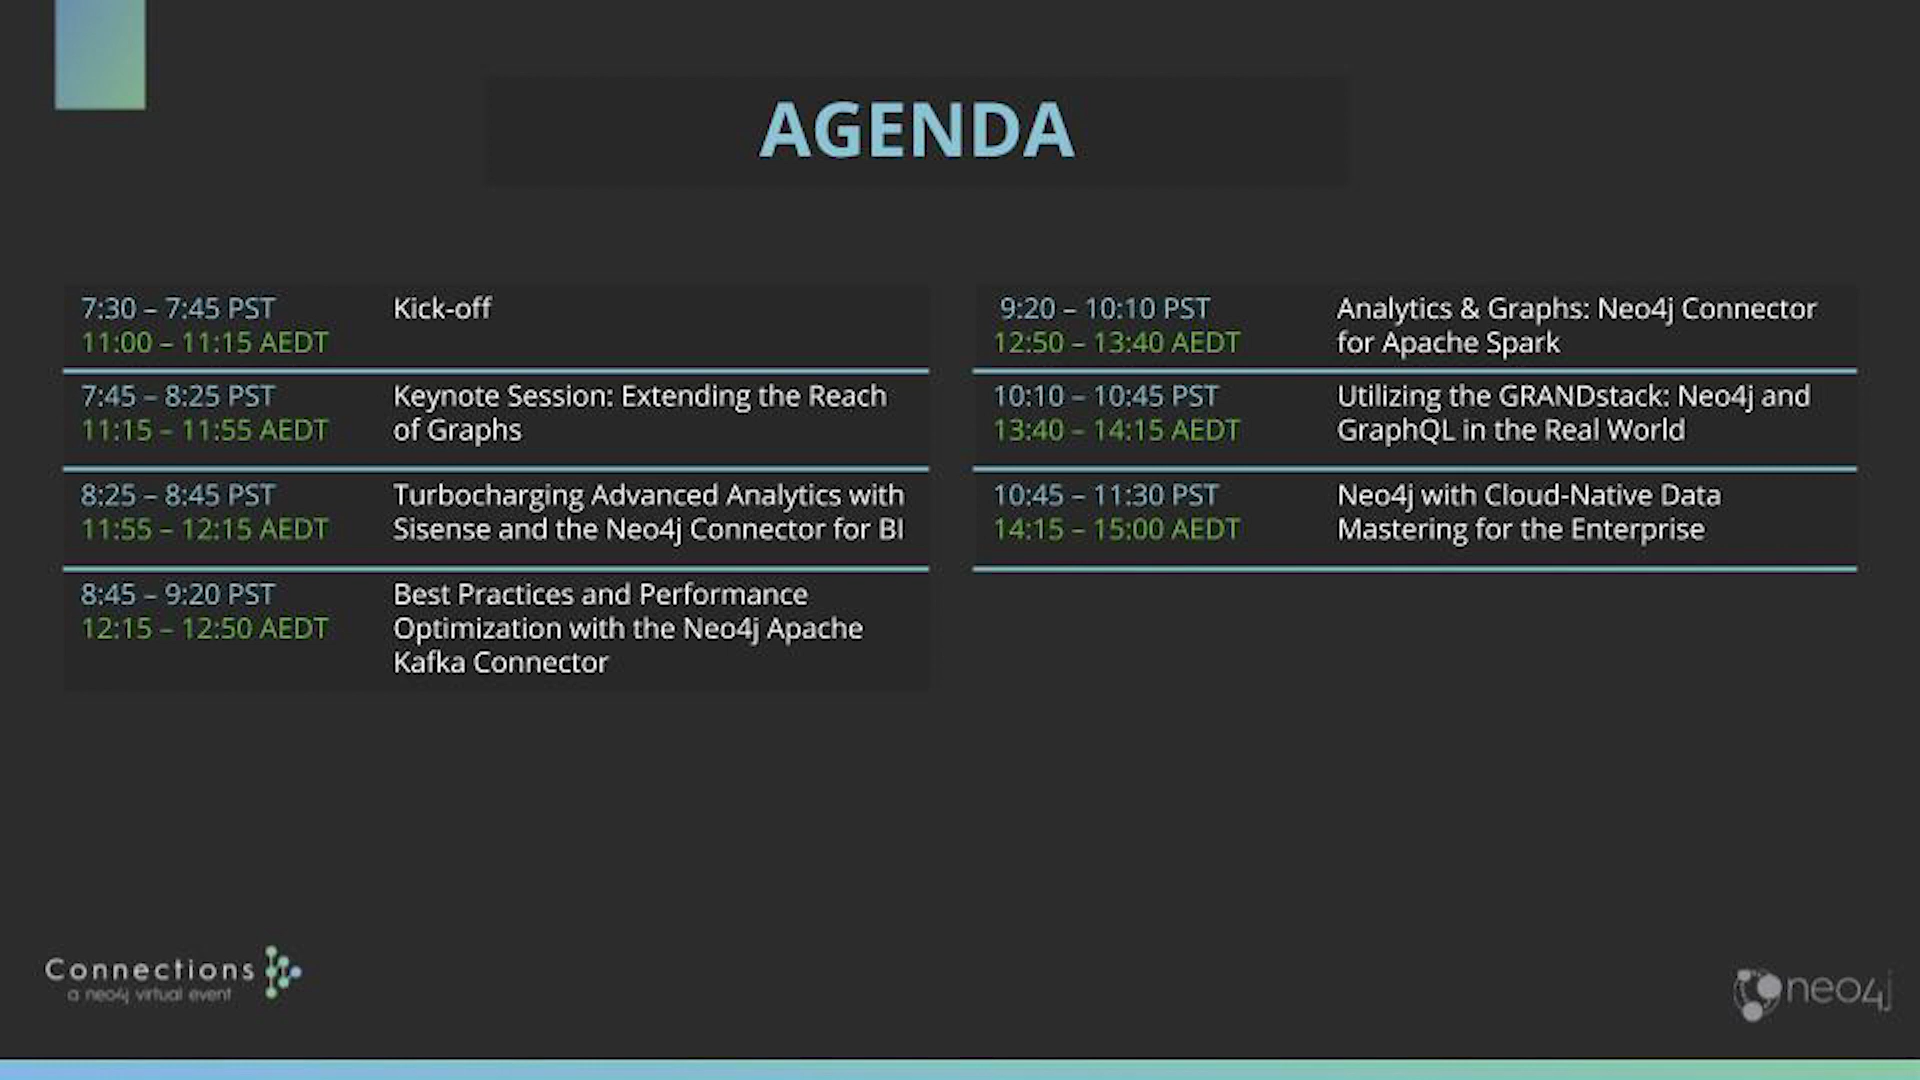 AGENDA
7:30 – 7:45 PST
11:00 – 11:15 AEDT
Kick-off
7:45 – 8:25 PST
11:15 – 11:55 AEDT
Keynote Session: Extending the Reach
of Graphs
8:25 – 8:45 PST
11:55 – 12:15 AEDT
Turbocharging Advanced Analytics with
Sisense and the Neo4j Connector for BI
8:45 – 9:20 PST
12:15 – 12:50 AEDT
Best Practices and Performance
Optimization with the Neo4j Apache
Kafka Connector
9:20 – 10:10 PST
12:50 – 13:40 AEDT
Analytics & Graphs: Neo4j Connector
for Apache Spark
10:10 – 10:45 PST
13:40 – 14:15 AEDT
Utilizing the GRANDstack: Neo4j and
GraphQL in the Real World
10:45 – 11:30 PST
14:15 – 15:00 AEDT
Neo4j with Cloud-Native Data
Mastering for the Enterprise
Connections
a neo4j virtual event
neo4j